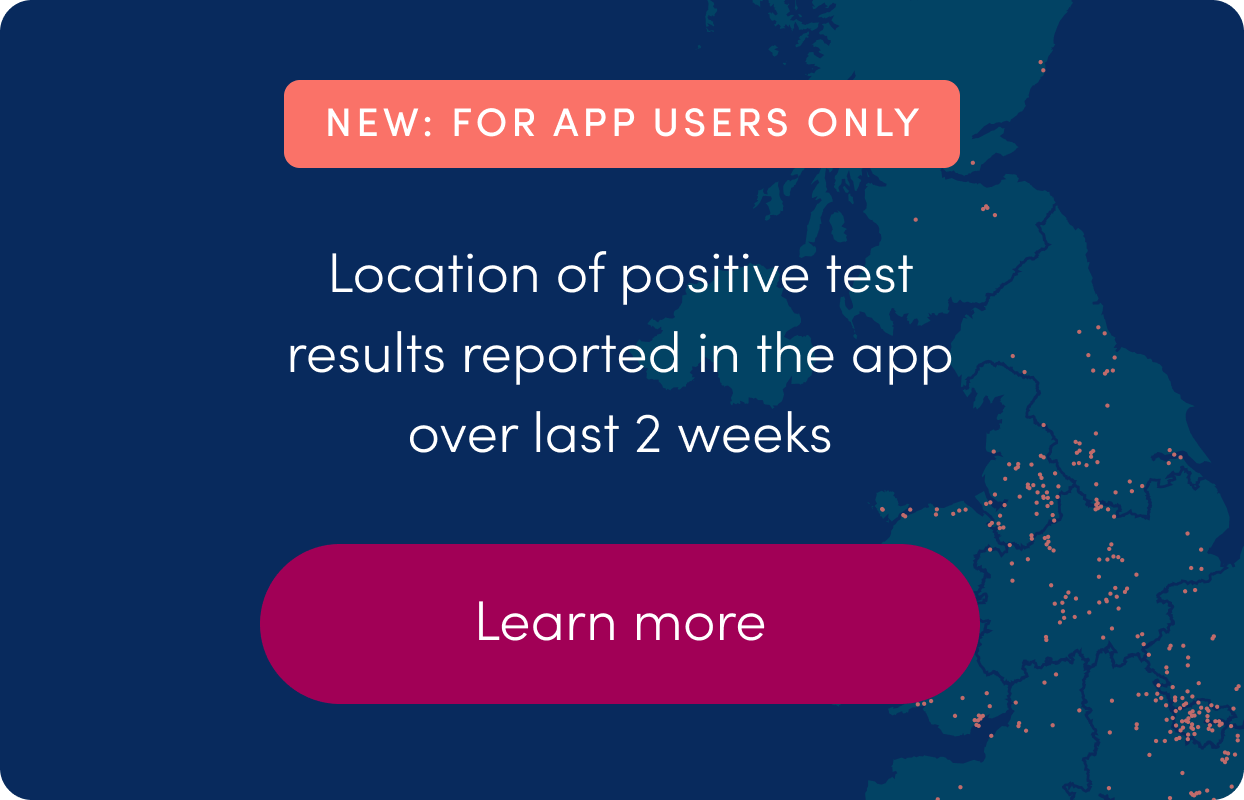 NEW: FOR APP USERS ONLY
Location of positive test
results reported in the app
over last 2 weeks
Learn more